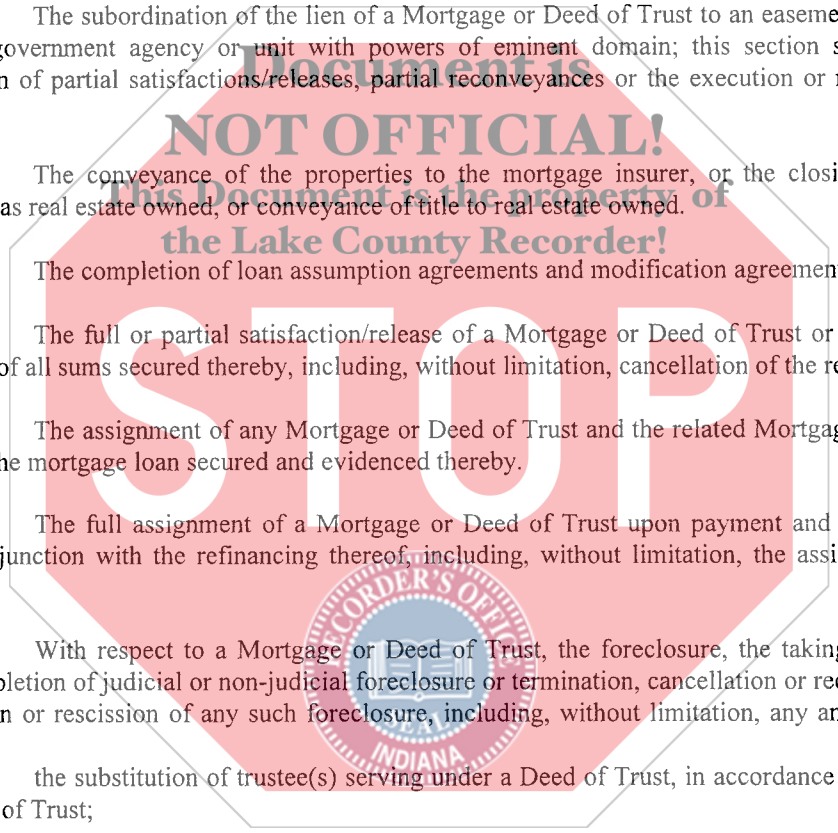 The subordination of the lien of a Mortgage or Deed of Trust to an easeme
government agency or unit with powers of eminent domain; this section s
n of partial satisfactions/releases, partial reconveyances or the execution or
Document is
NOT OFFICIAL!
The conveyance of the properties to the mortgage insurer, or the closi
This Document is the property of
as real estate owned, or conveyance of title to real estate owned.
the Lake County Recorder!
The completion of loan assumption agreements and modification agreemen
STOP
The full or partial satisfaction/release of a Mortgage or Deed of Trust or
of all sums secured thereby, including, without limitation, cancellation of the re
The assignment of any Mortgage or Deed of Trust and the related Mortgag
he mortgage loan secured and evidenced thereby.
The full assignment of a Mortgage or Deed of Trust upon payment and
junction with the refinancing thereof, including, without limitation, the assi
RECORDER'S OFFICE
With respect to a Mortgage or Deed of Trust, the foreclosure, the taking
pletion of judicial or non-judicial foreclosure or termination, cancellation or re
n or rescission of any such foreclosure, including, without limitation, any an
SEAL
INDIANA
the substitution of trustee(s) serving under a Deed of Trust, in accordance
of Trust;